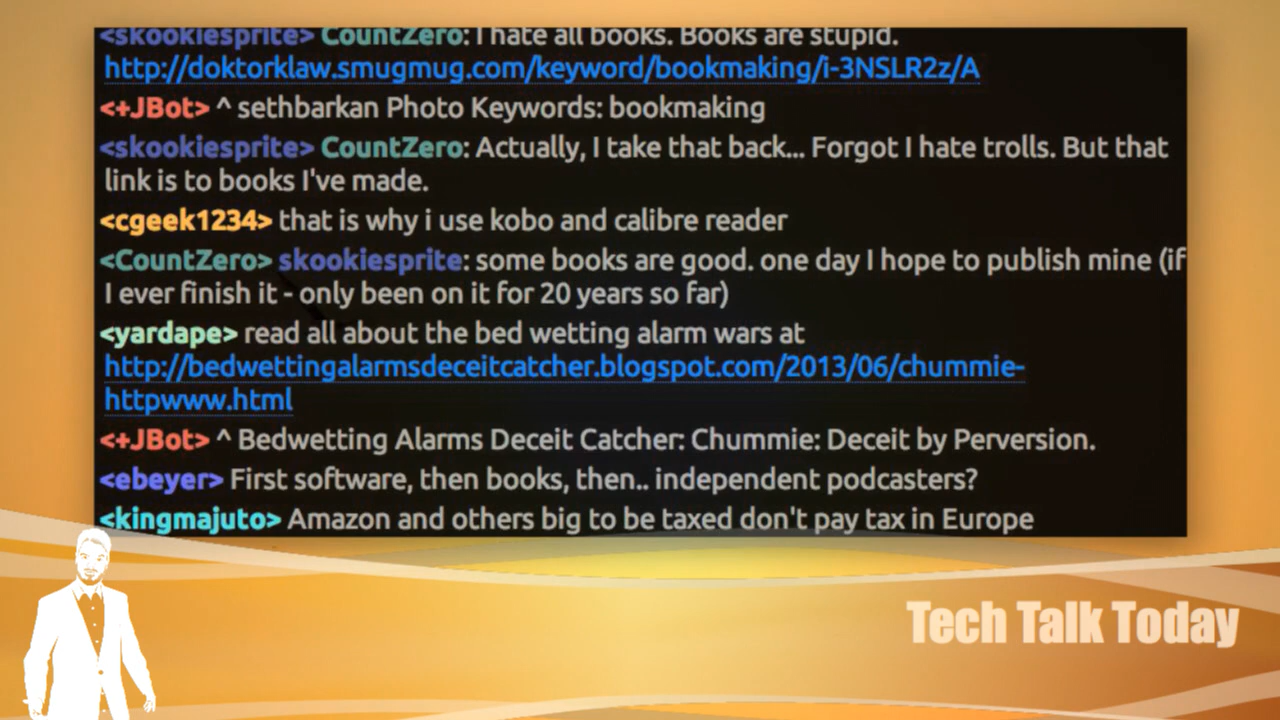 <skookiesprite> CountZero: I hate all books. Books are stupid.
http://doktorklaw.smugmug.com/keyword/bookmaking/i-3NSLR2z/A
<+JBot> ^ sethbarkan Photo Keywords: bookmaking
<skookiesprite> CountZero: Actually, I take that back... Forgot I hate trolls. But that
link is to books I've made.
<cgeek1234> that is why i use kobo and calibre reader
<CountZero> skookiesprite: some books are good. one day I hope to publish mine (if
I ever finish it - only been on it for 20 years so far)
<yardape> read all about the bed wetting alarm wars at
http://bedwettingalarmsdeceitcatcher.blogspot.com/2013/06/chummie-
httpwww.html
<+JBot> ^ Bedwetting Alarms Deceit Catcher: Chummie: Deceit by Perversion.
<ebeyer> First software, then books, then.. independent podcasters?
<kingmajuto> Amazon and others big to be taxed don't pay tax in Europe
Tech Talk Today